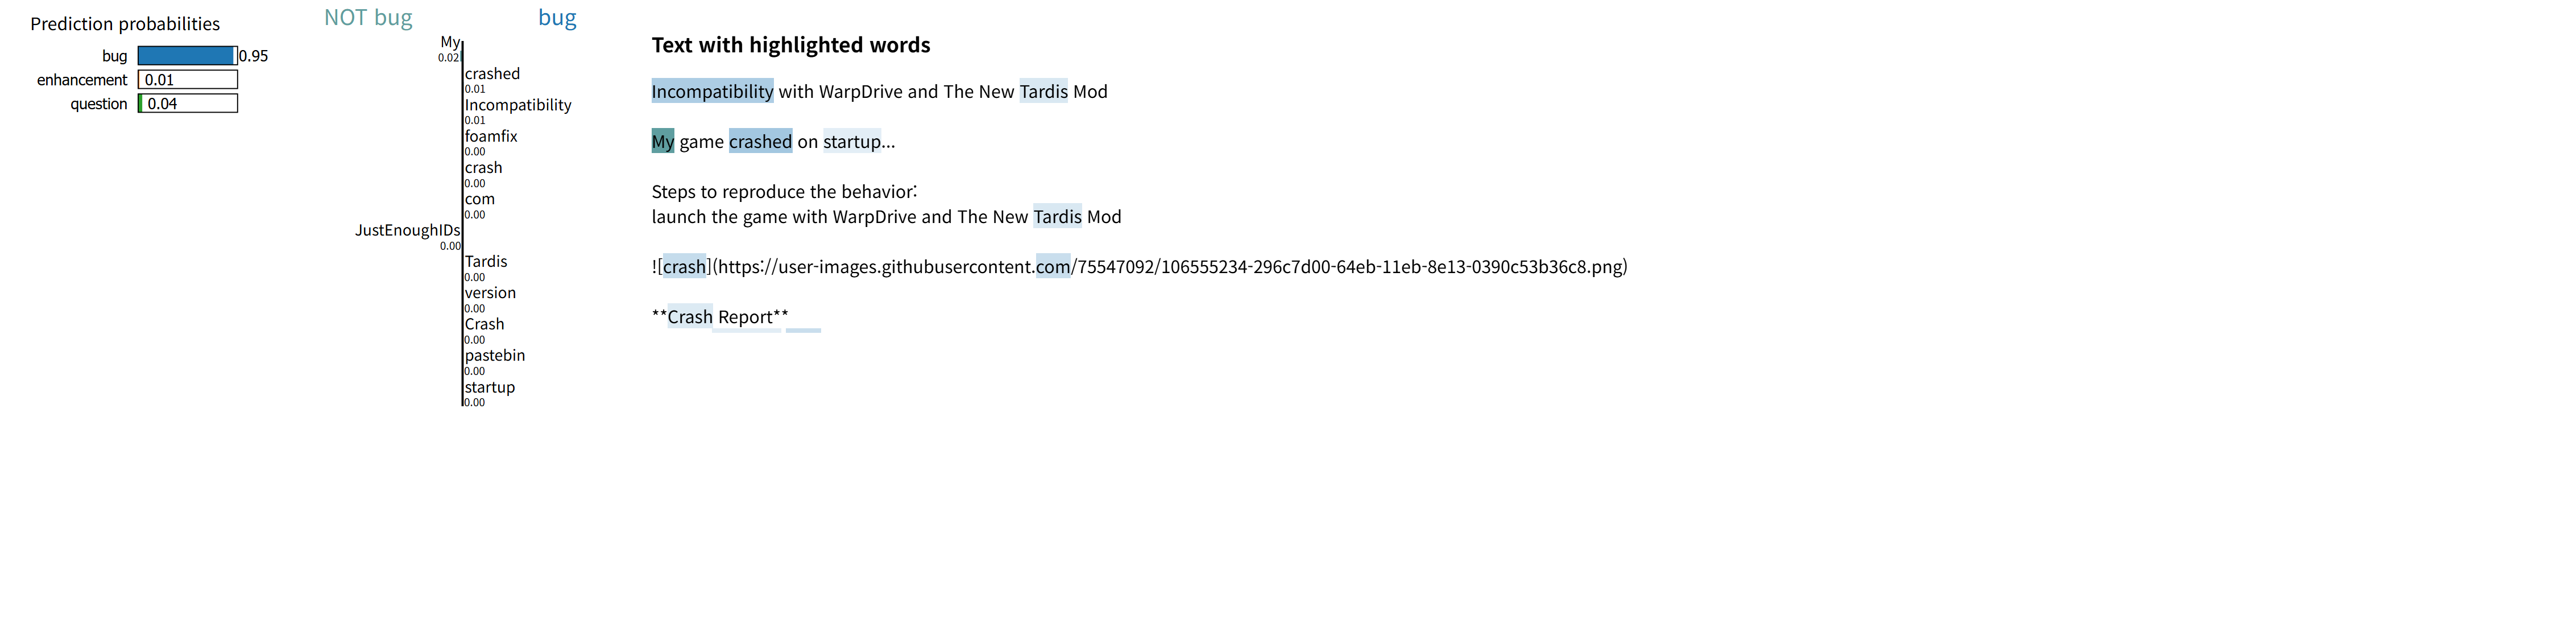 Prediction probabilities
bug 0.95
enhancement 0.01
question 0.04
NOT bug bug
My
0.02
crashed
0.01
Incompatibility
0.01
foamfix
0.00
crash
0.00
com
0.00
JustEnoughIDs
0.00
Tardis
0.00
version
0.00
Crash
0.00
pastebin
0.00
startup
0.00
Text with highlighted words
Incompatibility with WarpDrive and The New Tardis Mod
My game crashed on startup...
Steps to reproduce the behavior:
launch the game with WarpDrive and The New Tardis Mod
![crash](https://user-images.githubusercontent.com/75547092/106555234-296c7d00-64eb-11eb-8e13-0390c53b36c8.png)
**Crash Report**